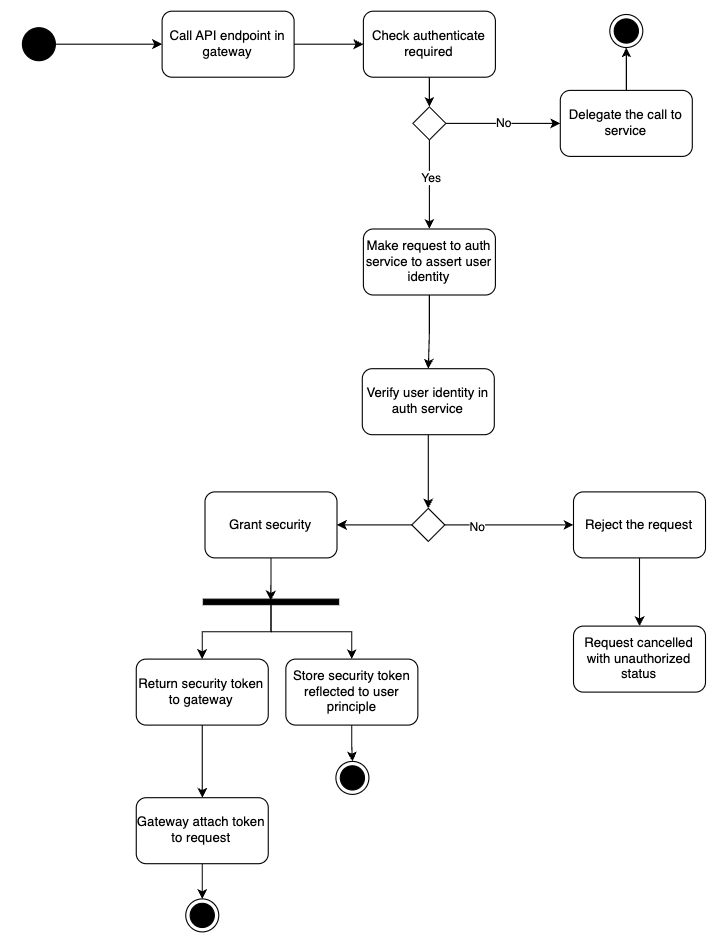 Call API endpoint in
gateway
Check authenticate
required
No
Delegate the call to
service
Yes
Make request to auth
service to assert user
identity
Verify user identity in
auth service
Grant security
No
Reject the request
Return security token
to gateway
Store security token
reflected to user
principle
Request cancelled
with unauthorized
status
Gateway attach token
to request